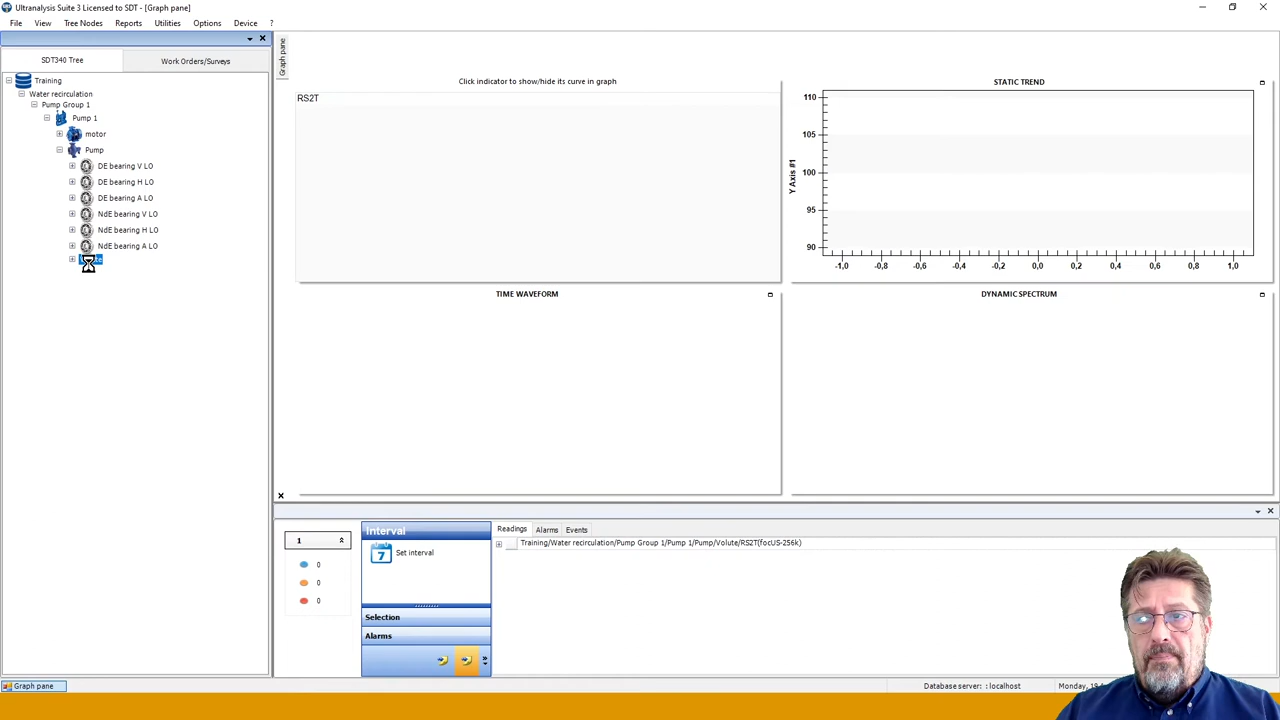 Ultranalysis Suite 3 Licensed to SDT - [Graph pane]
File View Tree Nodes Reports Utilities Options Device ?
SDT340 Tree
Work Orders/Surveys
Training
Water recirculation
Pump Group 1
Pump 1
motor
Pump
DE bearing V LO
DE bearing H LO
DE bearing A LO
NdE bearing V LO
NdE bearing H LO
NdE bearing A LO
Graph pane
Click indicator to show/hide its curve in graph
RS2T
STATIC TREND
Y Axis #1
110
105
100
95
90
-1,0 -0,8 -0,6 -0,4 -0,2 0,0 0,2 0,4 0,6 0,8 1,0
TIME WAVEFORM
DYNAMIC SPECTRUM
1
0
0
0
Interval
7 Set interval
Selection
Alarms
Readings Alarms Events
Training/Water recirculation/Pump Group 1/Pump 1/Pump/Volute/RS2T(focUS-256k)
Graph pane
Database server: : localhost
Monday, 19